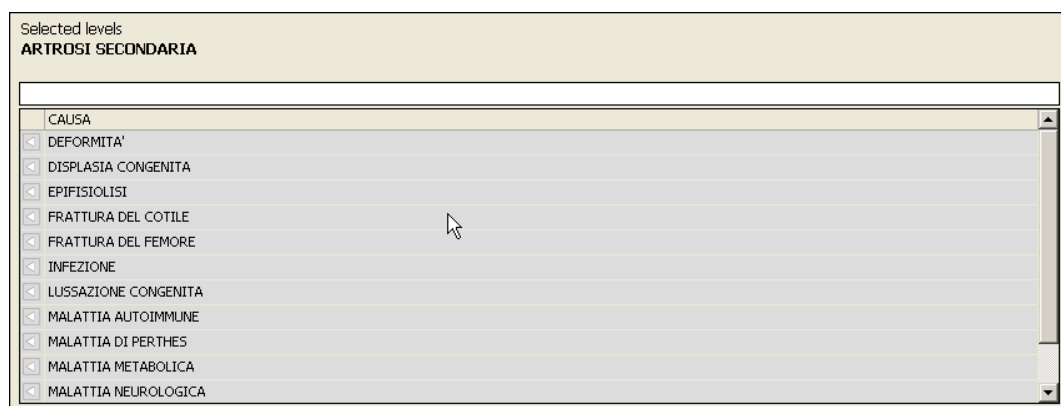 Selected levels
ARTROSI SECONDARIA
CAUSA
DEFORMITA'
DISPLASIA CONGENITA
EPIFISIOLISI
FRATTURA DEL COTILE
FRATTURA DEL FEMORE
INFEZIONE
LUSSAZIONE CONGENITA
MALATTIA AUTOIMMUNE
MALATTIA DI PERTHES
MALATTIA METABOLICA
MALATTIA NEUROLOGICA